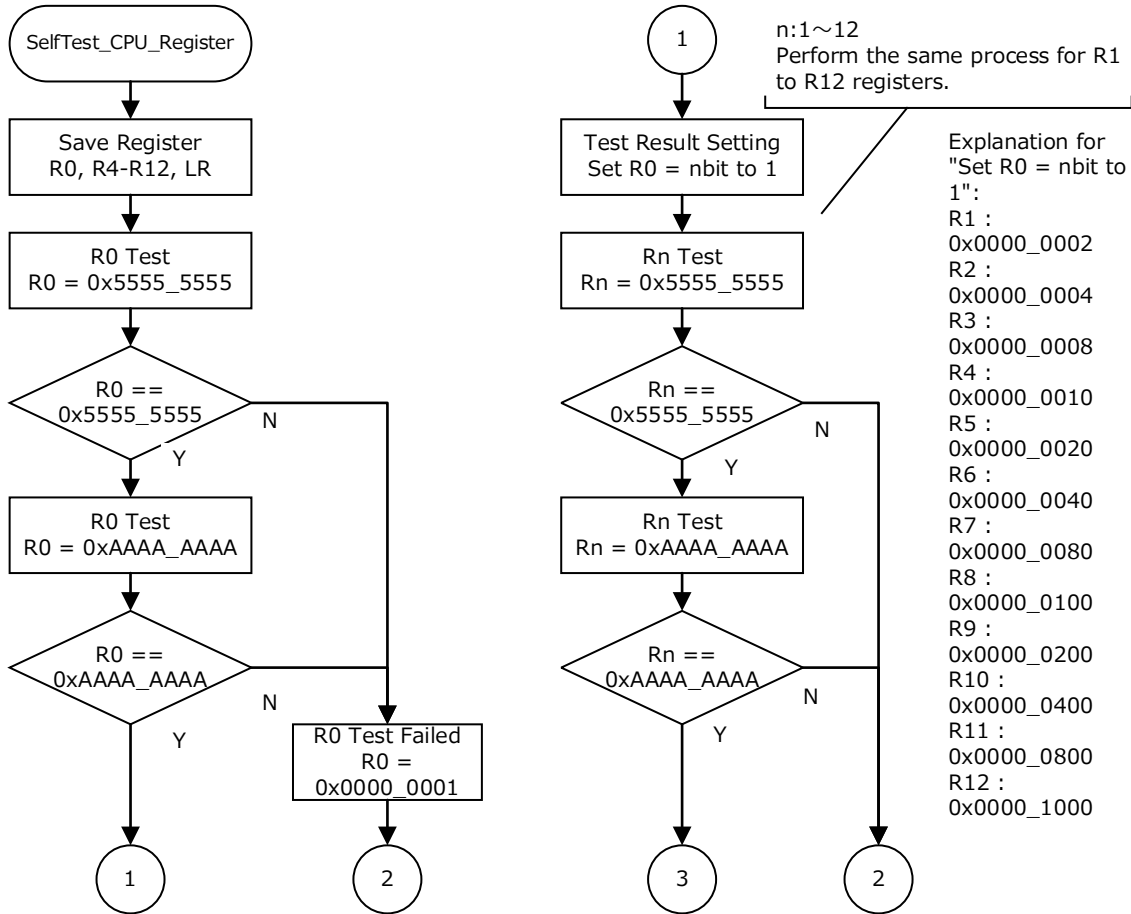 SelfTest_CPU_Register
Save Register
R0, R4-R12, LR
R0 Test
R0 = 0x5555_5555
R0 ==
0x5555_5555
N
Y
R0 Test
R0 = 0xAAAA_AAAA
R0 ==
0xAAAA_AAAA
N
Y
R0 Test Failed
R0 =
0x0000_0001
1
2
1
Test Result Setting
Set R0 = nbit to 1
Rn Test
Rn = 0x5555_5555
Rn ==
0x5555_5555
N
Y
Rn Test
Rn = 0xAAAA_AAAA
Rn ==
0xAAAA_AAAA
N
Y
3
2
n:1～12
Perform the same process for R1
to R12 registers.
Explanation for
"Set R0 = nbit to
1":
R1 :
0x0000_0002
R2 :
0x0000_0004
R3 :
0x0000_0008
R4 :
0x0000_0010
R5 :
0x0000_0020
R6 :
0x0000_0040
R7 :
0x0000_0080
R8 :
0x0000_0100
R9 :
0x0000_0200
R10 :
0x0000_0400
R11 :
0x0000_0800
R12 :
0x0000_1000